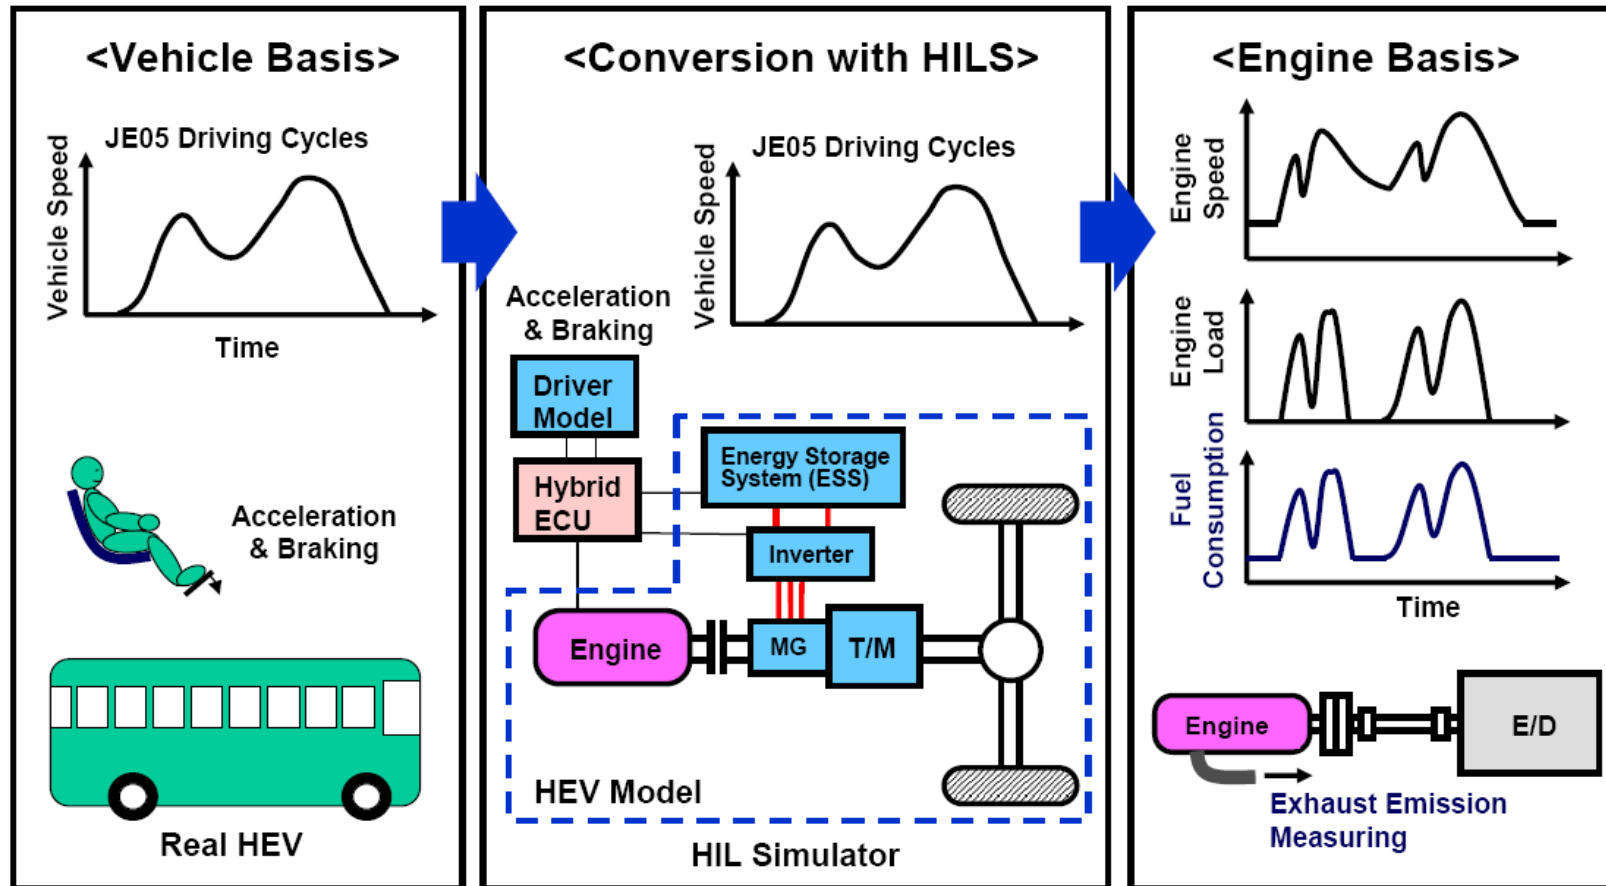 <Vehicle Basis>
JE05 Driving Cycles
Vehicle Speed
Time
Acceleration
& Braking
Real HEV
<Conversion with HILS>
JE05 Driving Cycles
Vehicle Speed
Acceleration
& Braking
Driver
Model
Hybrid
ECU
Energy Storage
System (ESS)
Inverter
Engine
MG
T/M
HEV Model
HIL Simulator
<Engine Basis>
Engine
Speed
Engine
Load
Fuel
Consumption
Time
Engine
E/D
Exhaust Emission
Measuring